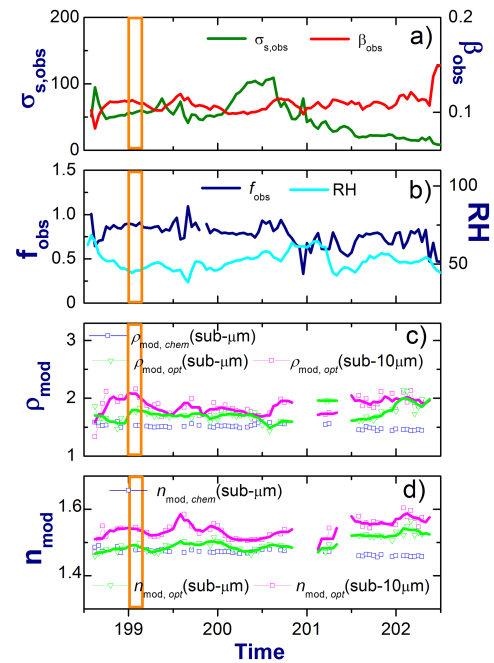 200
0.2
σs,obs
βobs
a)
150
σs,obs
100
0.1
βobs
50
0
1.5
fobs
RH
b)
100
1.0
fobs
RH
0.5
50
0
3
ρmod, chem(sub-μm)
c)
ρmod, opt(sub-μm)
ρmod, opt(sub-10μm)
ρmod
2
1
1.6
nmod, chem(sub-μm)
d)
nmod
1.4
nmod, opt(sub-μm)
nmod, opt(sub-10μm)
199
200
201
202
Time